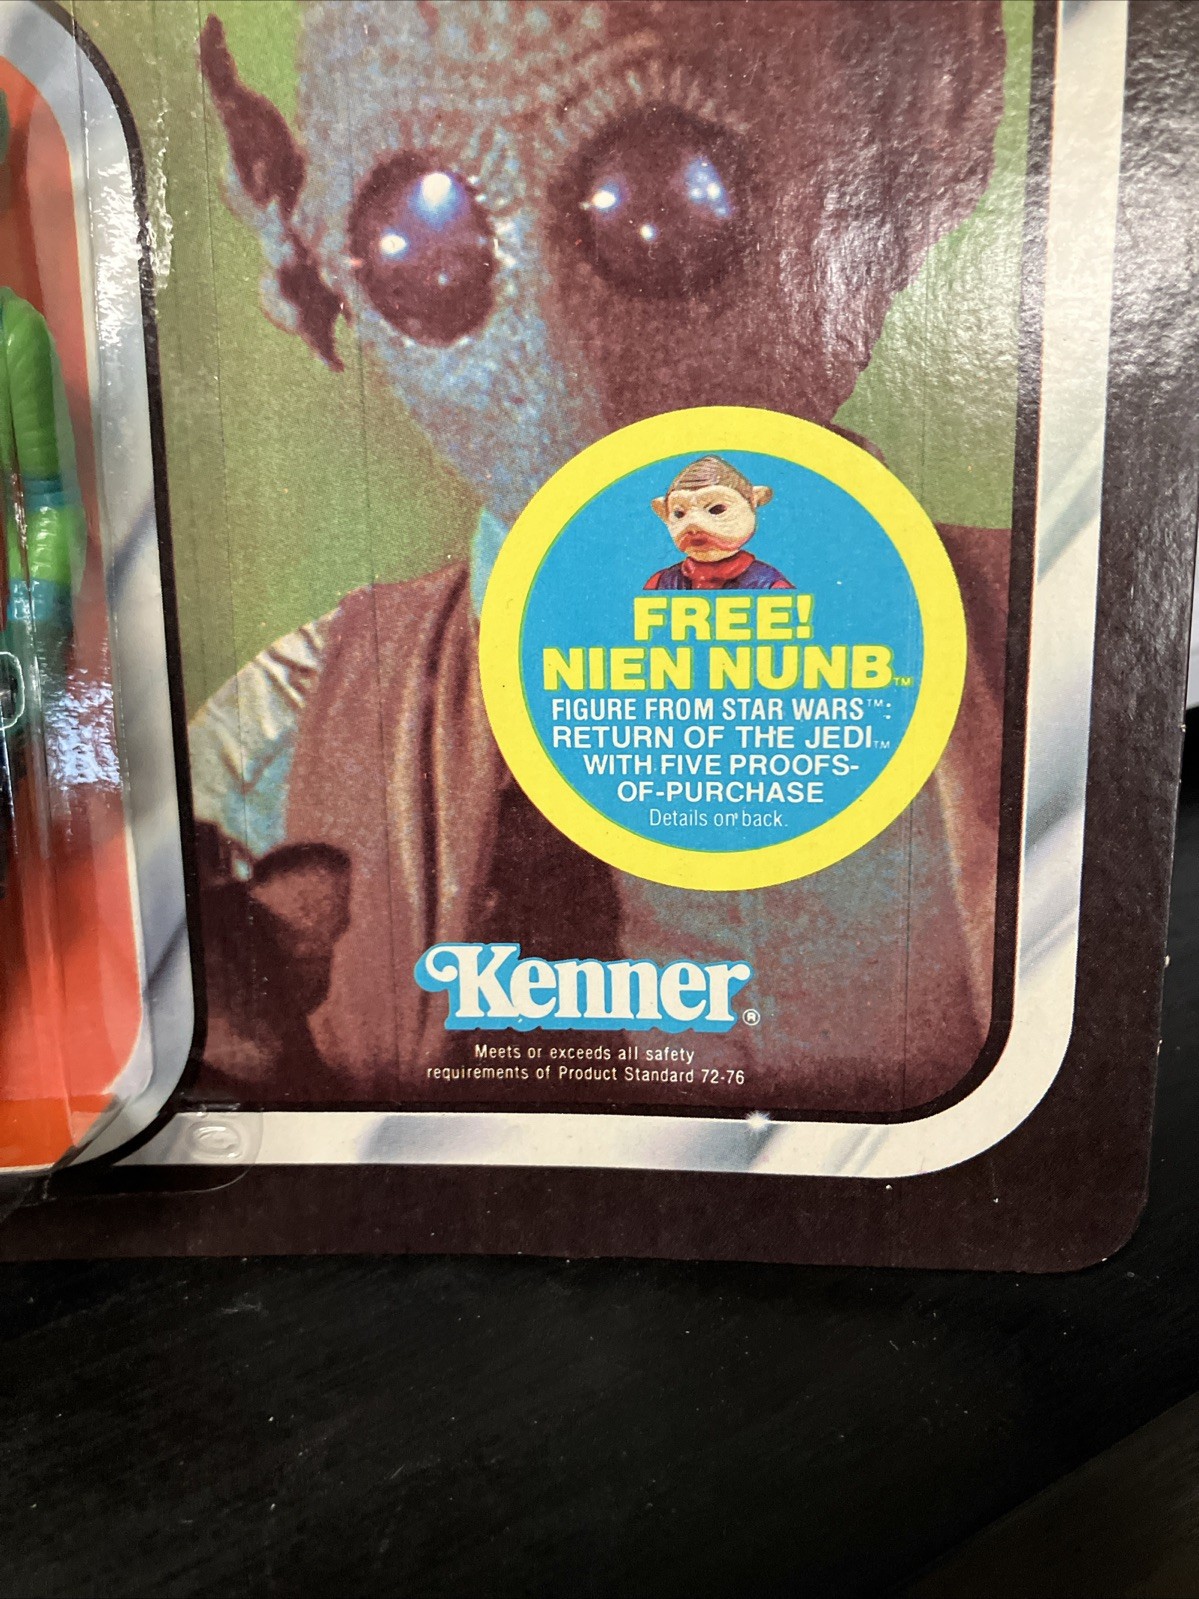 FREE!
NIEN NUNB™
FIGURE FROM STAR WARS™:
RETURN OF THE JEDI™
WITH FIVE PROOFS-
OF-PURCHASE
Details on back.
Kenner®
Meets or exceeds all safety
requirements of Product Standard 72-76